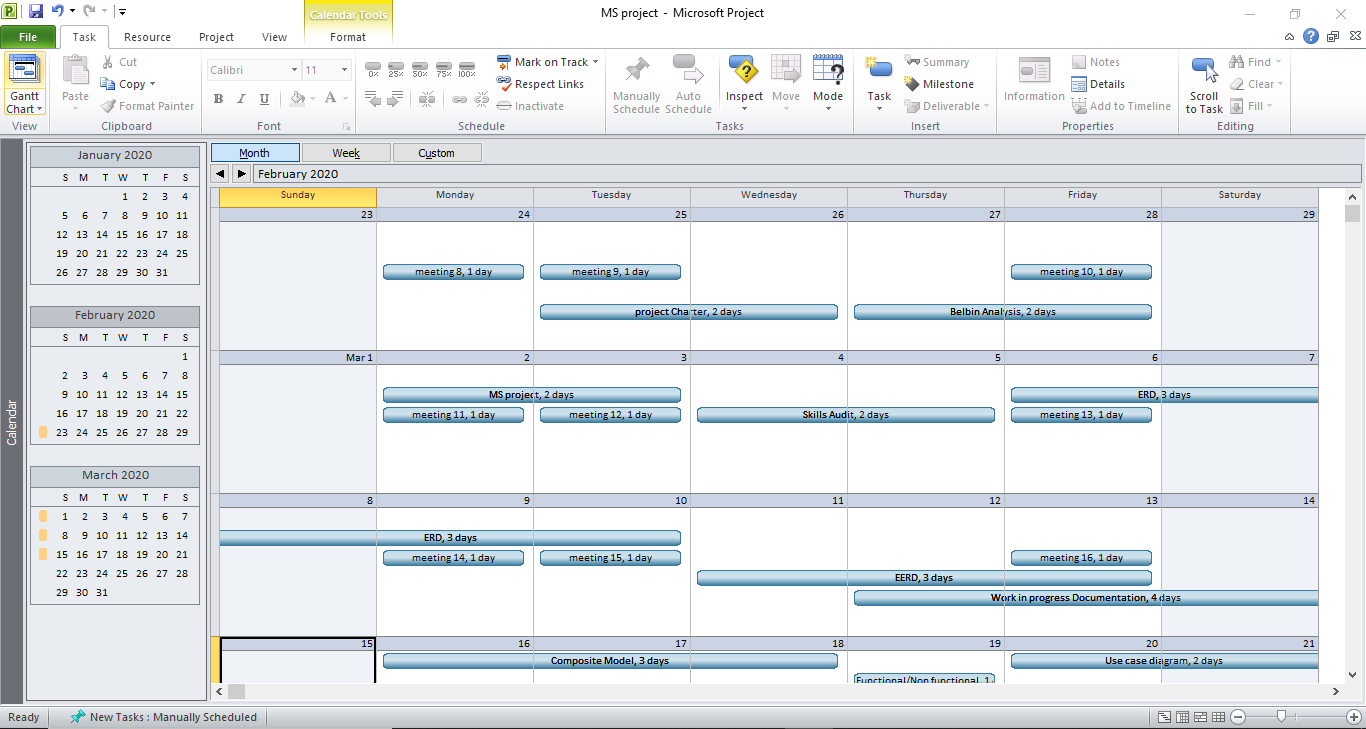 MS project - Microsoft Project
Calendar Tools
File Task Resource Project View Format
Gantt Chart
View
Paste
Cut
Copy
Format Painter
Clipboard
Calibri 11
B I U A
Font
0% 25% 50% 75% 100%
Mark on Track
Respect Links
Inactivate
Schedule
Manually Schedule
Auto Schedule
Inspect
Move
Mode
Tasks
Task
Summary
Milestone
Deliverable
Insert
Information
Notes
Details
Add to Timeline
Properties
Scroll to Task
Find
Clear
Fill
Editing
Calendar
January 2020
S M T W T F S
1 2 3 4
5 6 7 8 9 10 11
12 13 14 15 16 17 18
19 20 21 22 23 24 25
26 27 28 29 30 31
February 2020
S M T W T F S
1
2 3 4 5 6 7 8
9 10 11 12 13 14 15
16 17 18 19 20 21 22
23 24 25 26 27 28 29
March 2020
S M T W T F S
1 2 3 4 5 6 7
8 9 10 11 12 13 14
15 16 17 18 19 20 21
22 23 24 25 26 27 28
29 30 31
Month Week Custom
February 2020
Sunday Monday Tuesday Wednesday Thursday Friday Saturday
23 24 25 26 27 28 29
meeting 8, 1 day meeting 9, 1 day meeting 10, 1 day
project Charter, 2 days Belbin Analysis, 2 days
Mar 1 2 3 4 5 6 7
MS project, 2 days ERD, 3 days
meeting 11, 1 day meeting 12, 1 day Skills Audit, 2 days meeting 13, 1 day
8 9 10 11 12 13 14
ERD, 3 days
meeting 14, 1 day meeting 15, 1 day meeting 16, 1 day
EERD, 3 days
Work in progress Documentation, 4 days
15 16 17 18 19 20 21
Composite Model, 3 days Use case diagram, 2 days
Functional/Non functional, 1
Ready New Tasks : Manually Scheduled